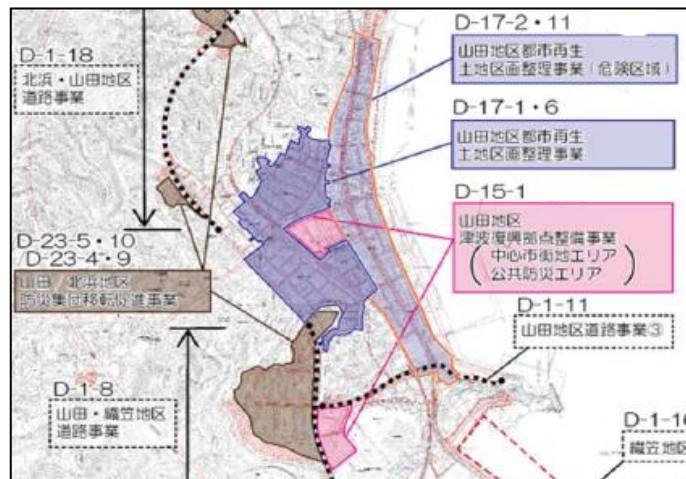 D-17-2・11
山田地区都市再生
土地区画整理事業(危険区域)
D-17-1・6
山田地区都市再生
土地区画整理事業
D-15-1
山田地区
津波復興拠点整備事業
(中心市街地エリア
公共防災エリア)
D-1-11
山田地区道路事業③
D-1-18
北浜・山田地区
道路事業
D-23-5・10
D-23-4・9
山田/北浜地区
防災集団移転促進事業
D-1-8
山田・織笠地区
道路事業
D-1-16
織笠地区